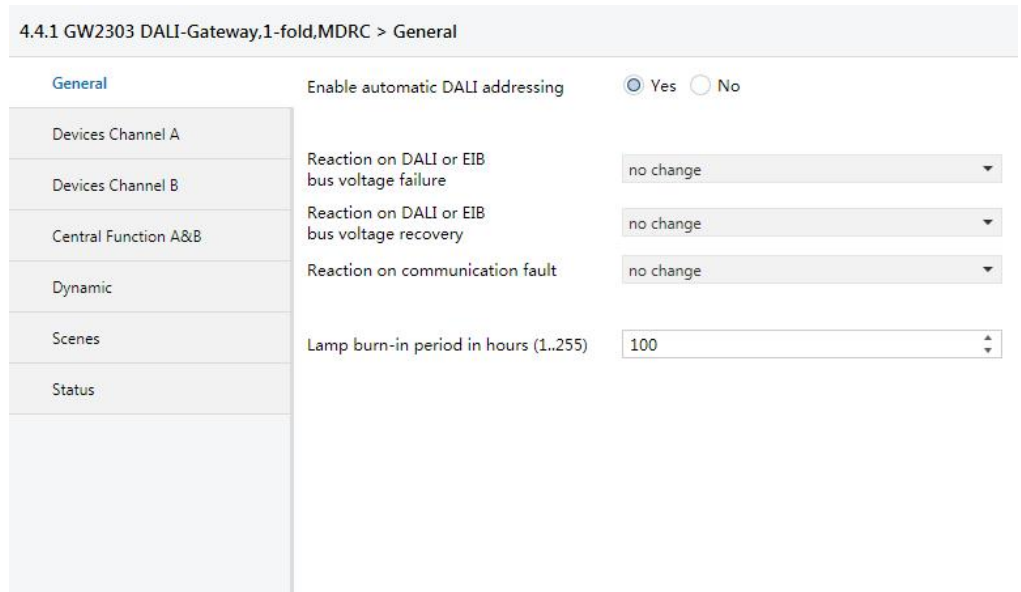 4.4.1 GW2303 DALI-Gateway,1-fold,MDRC > General
General
Devices Channel A
Devices Channel B
Central Function A&B
Dynamic
Scenes
Status
Enable automatic DALI addressing
Yes No
Reaction on DALI or EIB
bus voltage failure
no change
Reaction on DALI or EIB
bus voltage recovery
no change
Reaction on communication fault
no change
Lamp burn-in period in hours (1..255)
100